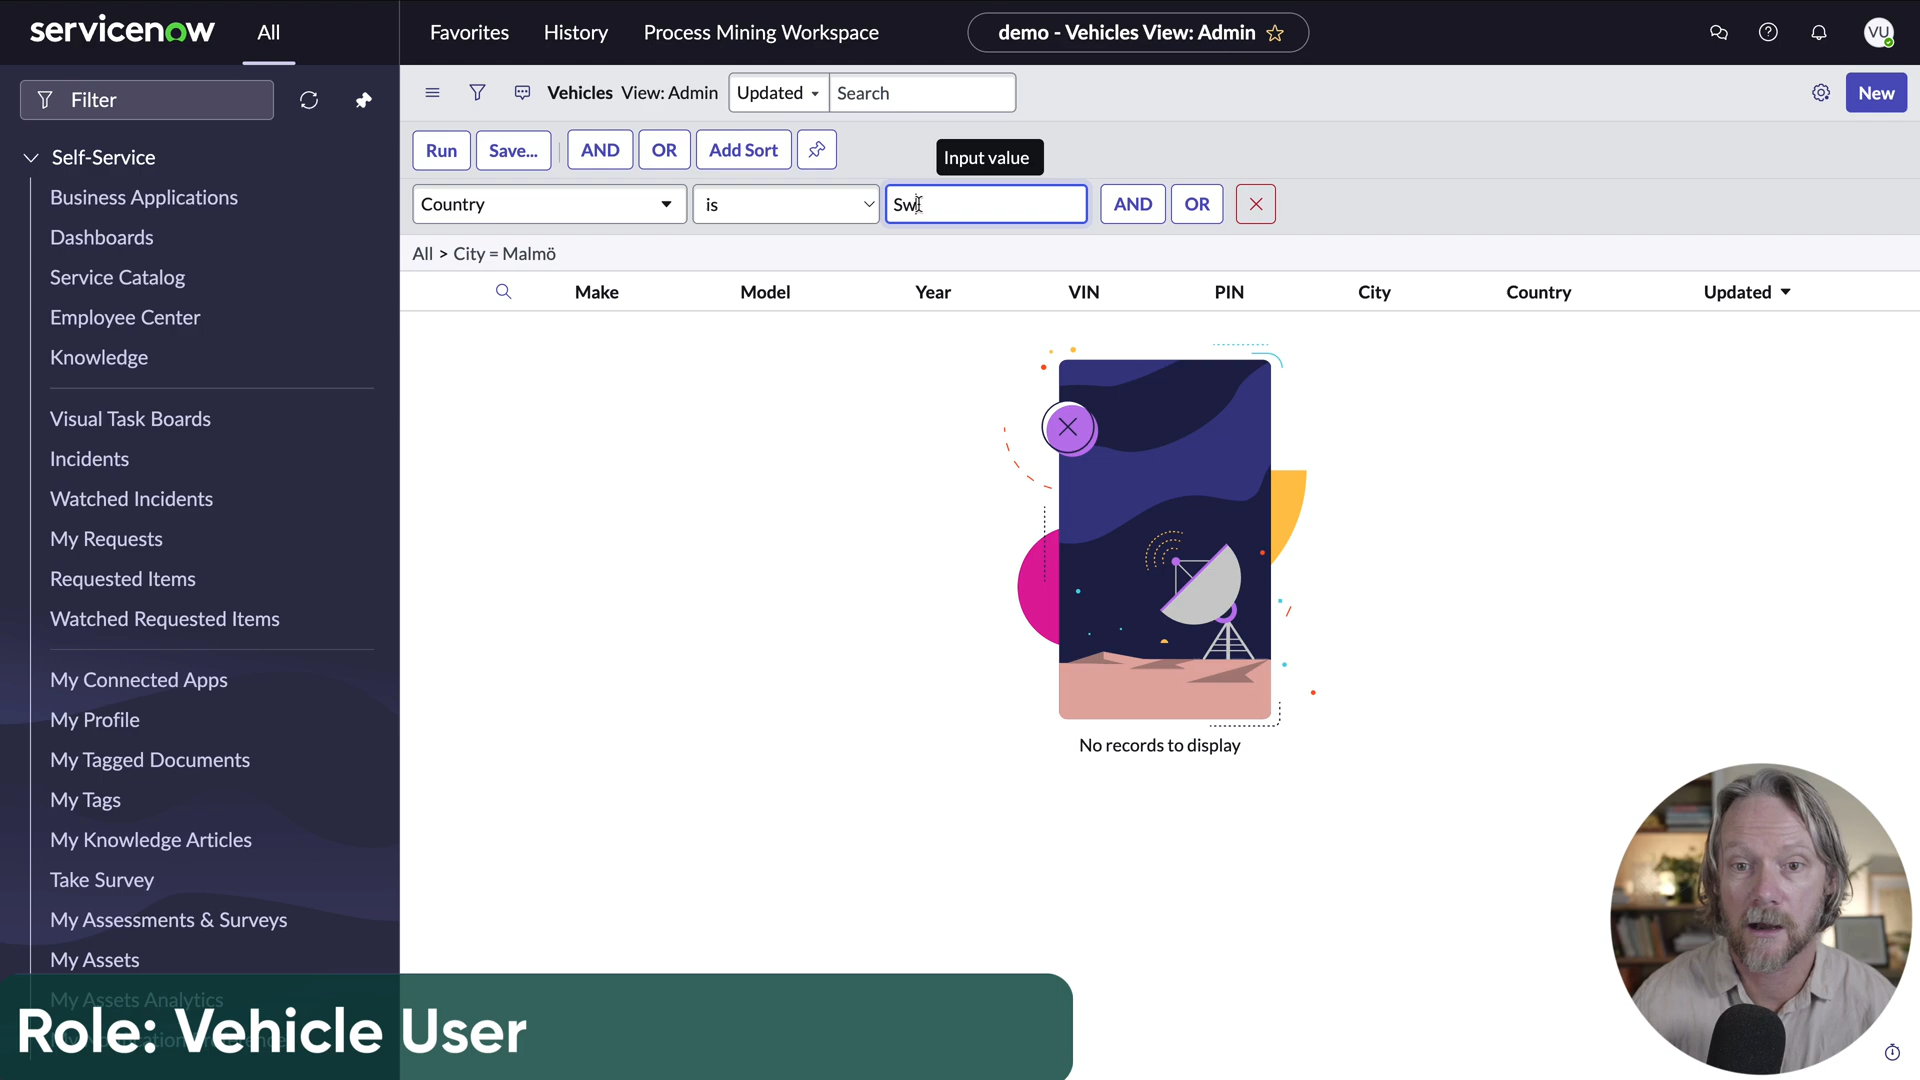 servicenow
All
Favorites
History
Process Mining Workspace
demo - Vehicles View: Admin
VU
Filter
Vehicles View: Admin
Updated
Search
New
Run
Save...
AND
OR
Add Sort
Input value
Country
is
Sw
AND
OR
All > City = Malmö
Make
Model
Year
VIN
PIN
City
Country
Updated
No records to display
Self-Service
Business Applications
Dashboards
Service Catalog
Employee Center
Knowledge
Visual Task Boards
Incidents
Watched Incidents
My Requests
Requested Items
Watched Requested Items
My Connected Apps
My Profile
My Tagged Documents
My Tags
My Knowledge Articles
Take Survey
My Assessments & Surveys
My Assets
My Assets Analytics
Role: Vehicle User